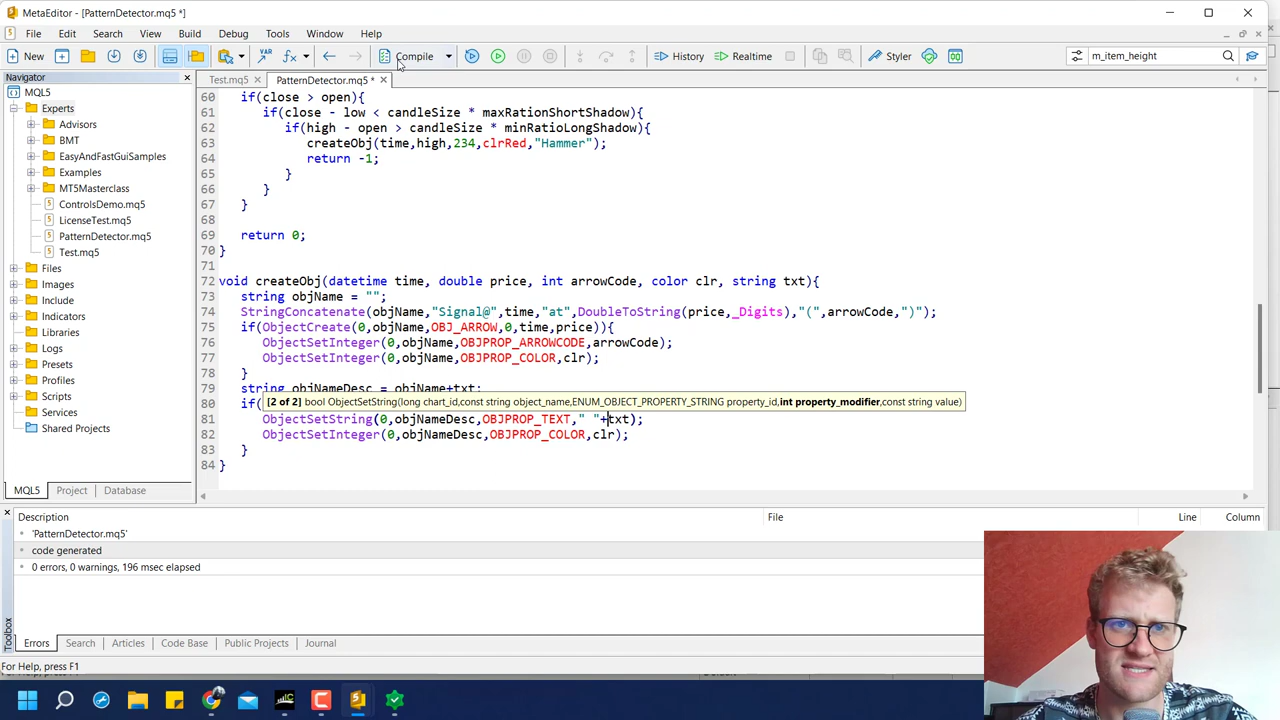 MetaEditor - [PatternDetector.mq5 *]
File Edit Search View Build Debug Tools Window Help
New Compile History Realtime Styler m_item_height
Navigator
Test.mq5 PatternDetector.mq5 *
MQL5
Experts
Advisors
BMT
EasyAndFastGuiSamples
Examples
MT5Masterclass
ControlsDemo.mq5
LicenseTest.mq5
PatternDetector.mq5
Test.mq5
Files
Images
Include
Indicators
Libraries
Logs
Presets
Profiles
Scripts
Services
Shared Projects
MQL5 Project Database
60 if(close > open){
61 if(close - low < candleSize * maxRationShortShadow){
62 if(high - open > candleSize * minRatioLongShadow){
63 createObj(time,high,234,clrRed,"Hammer");
64 return -1;
65 }
66 }
67 }
68
69 return 0;
70 }
71
72 void createObj(datetime time, double price, int arrowCode, color clr, string txt){
73 string objName = "";
74 StringConcatenate(objName,"Signal@",time,"at",DoubleToString(price,_Digits),"(",arrowCode,")");
75 if(ObjectCreate(0,objName,OBJ_ARROW,0,time,price)){
76 ObjectSetInteger(0,objName,OBJPROP_ARROWCODE,arrowCode);
77 ObjectSetInteger(0,objName,OBJPROP_COLOR,clr);
78 }
79 string objNameDesc = objName+txt;
80 if(
[2 of 2] bool ObjectSetString(long chart_id,const string object_name,ENUM_OBJECT_PROPERTY_STRING property_id,int property_modifier,const string value)
81 ObjectSetString(0,objNameDesc,OBJPROP_TEXT," "+txt);
82 ObjectSetInteger(0,objNameDesc,OBJPROP_COLOR,clr);
83 }
84 }
Description File Line Column
'PatternDetector.mq5'
code generated
0 errors, 0 warnings, 196 msec elapsed
Toolbox
Errors Search Articles Code Base Public Projects Journal
For Help, press F1